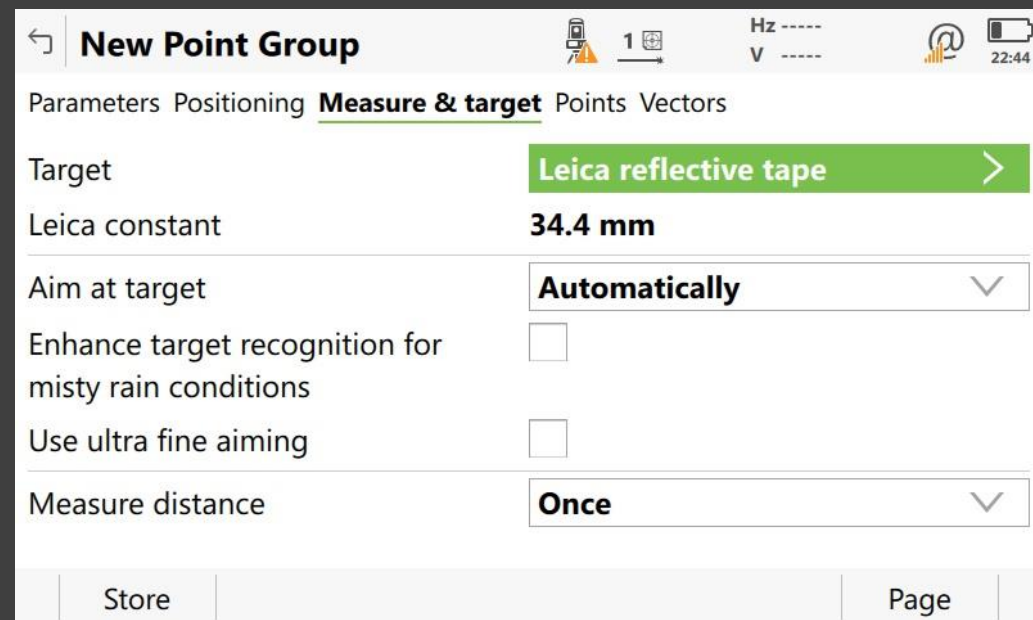 New Point Group
1
Hz -----
V -----
@
22:44
Parameters Positioning Measure & target Points Vectors
Target Leica reflective tape
Leica constant 34.4 mm
Aim at target Automatically
Enhance target recognition for
misty rain conditions
Use ultra fine aiming
Measure distance Once
Store Page